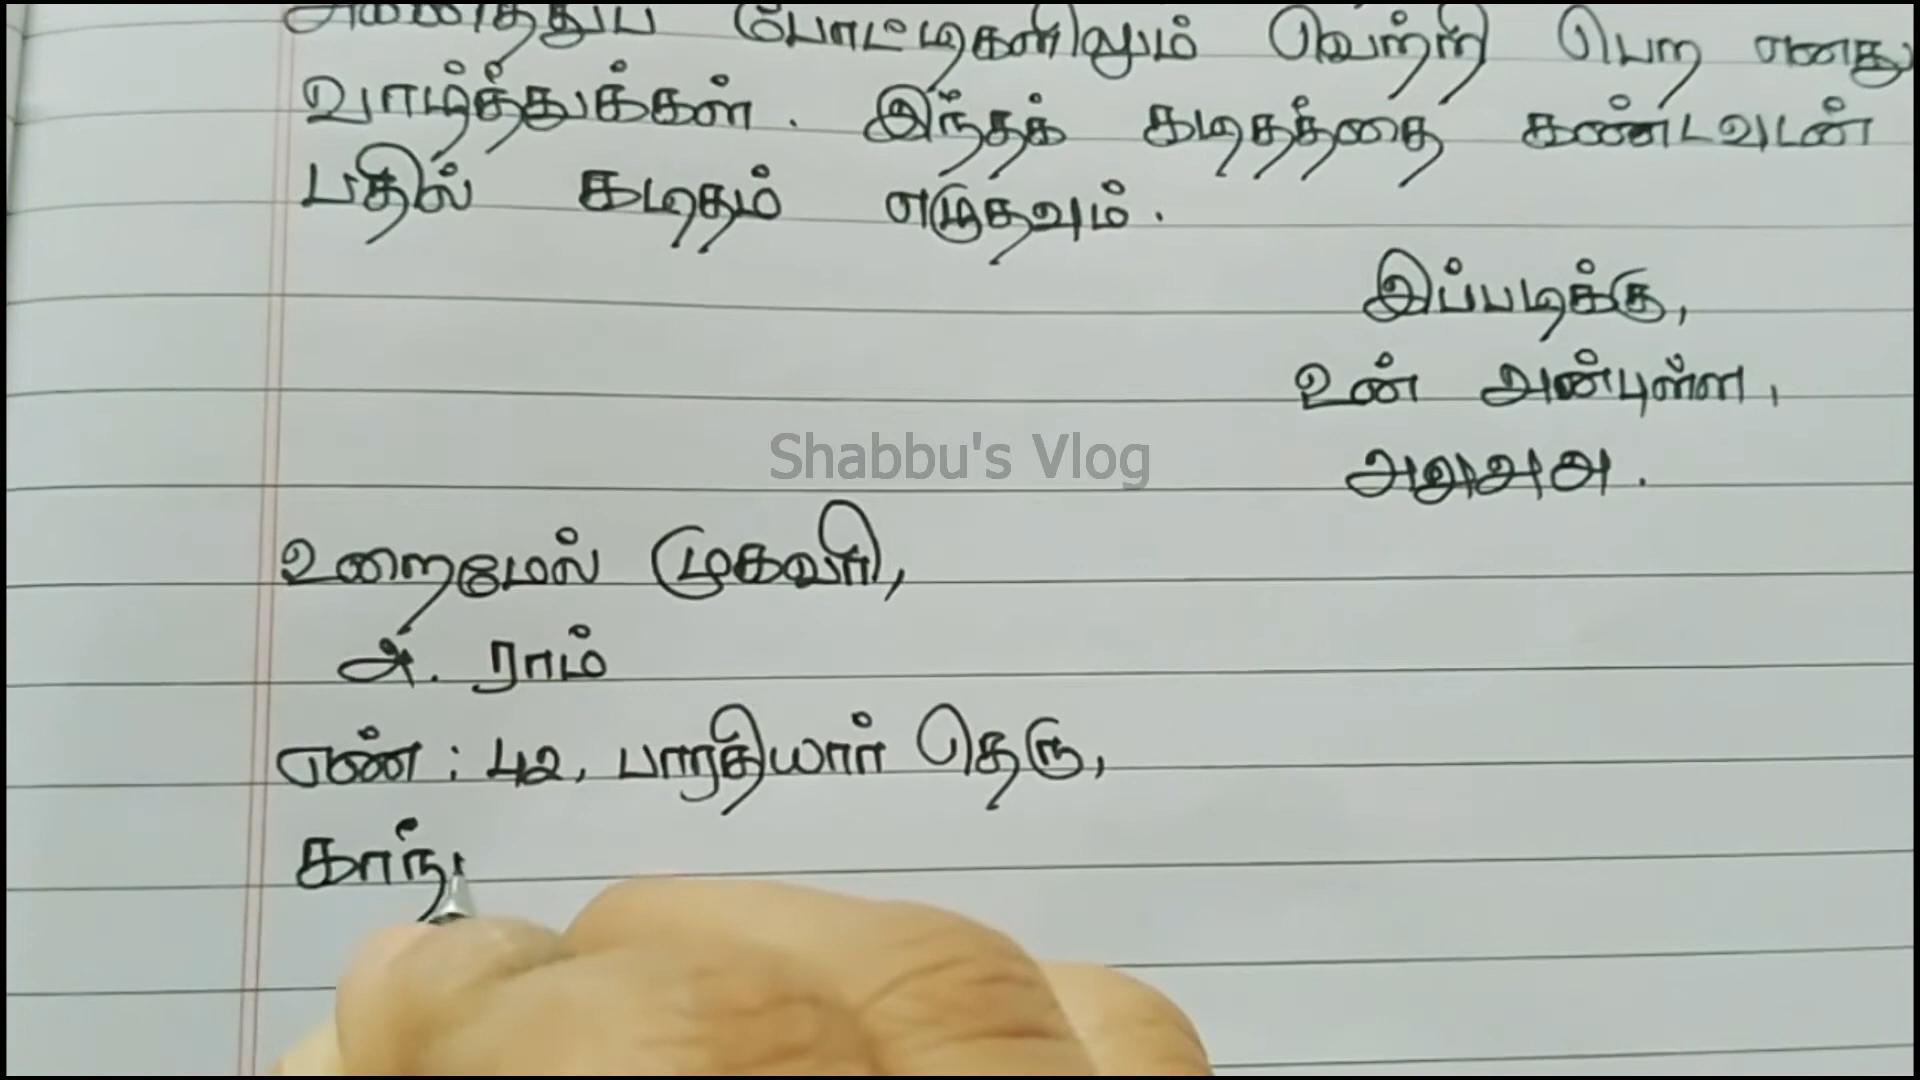 அனைத்துப் போட்டிகளிலும் வெற்றி பெற எனது
வாழ்த்துக்கள். இந்தக் கடிதத்தை கண்டவுடன்
பதில் கடிதம் எழுதவும்.
இப்படிக்கு,
உன் அன்புள்ள,
அஅஅஅ.
Shabbu's Vlog
உறைமேல் முகவரி,
அ. ராம்
எண் : 42, பாரதியார் தெரு,
காந்